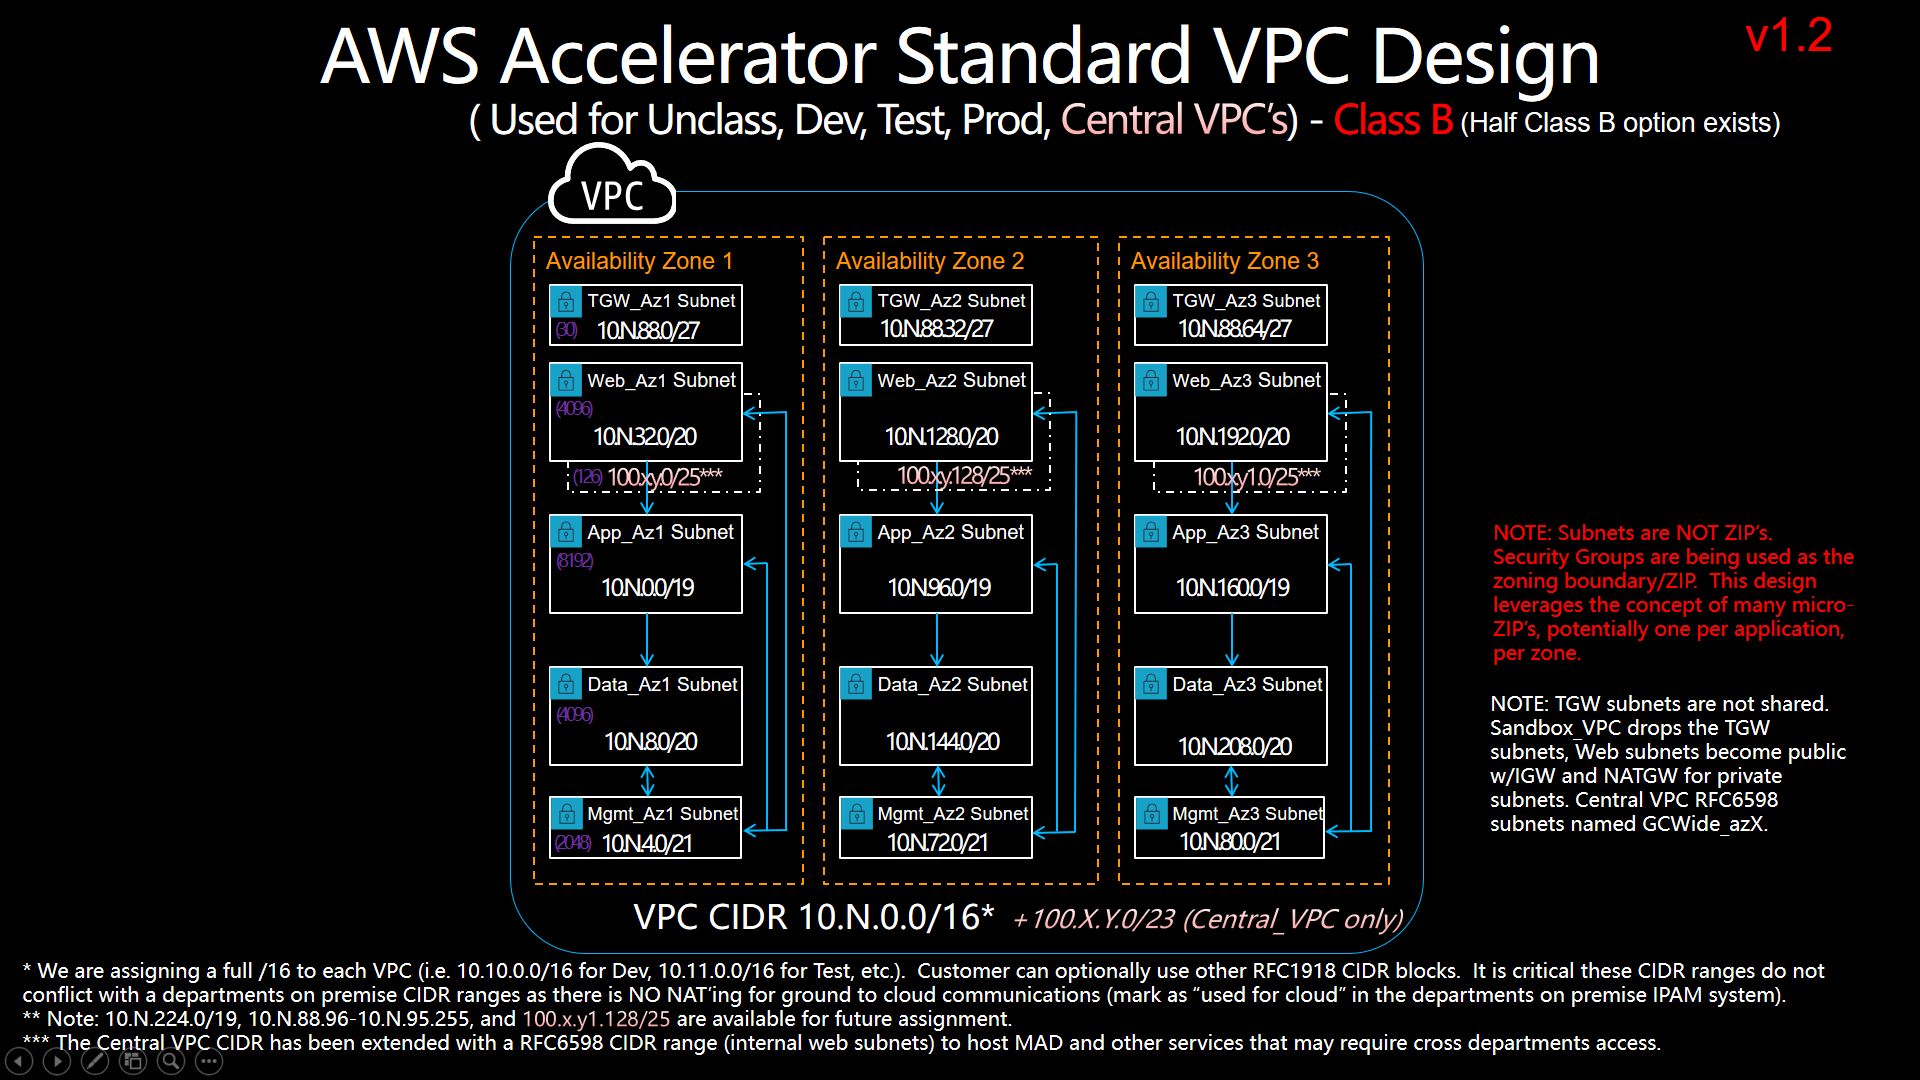 AWS Accelerator Standard VPC Design
v1.2
( Used for Unclass, Dev, Test, Prod, Central VPC's) - Class B (Half Class B option exists)
VPC
Availability Zone 1
TGW_Az1 Subnet
(30) 10.N.88.0/27
Web_Az1 Subnet
(4096)
10.N.32.0/20
(126) 100.x.y.0/25***
App_Az1 Subnet
(8192)
10.N.0.0/19
Data_Az1 Subnet
(4096)
10.N.8.0/20
Mgmt_Az1 Subnet
(2048) 10.N.4.0/21
Availability Zone 2
TGW_Az2 Subnet
10.N.88.32/27
Web_Az2 Subnet
10.N.128.0/20
100.x.y.128/25***
App_Az2 Subnet
10.N.96.0/19
Data_Az2 Subnet
10.N.144.0/20
Mgmt_Az2 Subnet
10.N.72.0/21
Availability Zone 3
TGW_Az3 Subnet
10.N.88.64/27
Web_Az3 Subnet
10.N.192.0/20
100.x.y1.0/25***
App_Az3 Subnet
10.N.160.0/19
Data_Az3 Subnet
10.N.208.0/20
Mgmt_Az3 Subnet
10.N.80.0/21
VPC CIDR 10.N.0.0/16* +100.X.Y.0/23 (Central_VPC only)
NOTE: Subnets are NOT ZIP's.
Security Groups are being used as the
zoning boundary/ZIP. This design
leverages the concept of many micro-
ZIP's, potentially one per application,
per zone.
NOTE: TGW subnets are not shared.
Sandbox_VPC drops the TGW
subnets, Web subnets become public
w/IGW and NATGW for private
subnets. Central VPC RFC6598
subnets named GCWide_azX.
* We are assigning a full /16 to each VPC (i.e. 10.10.0.0/16 for Dev, 10.11.0.0/16 for Test, etc.). Customer can optionally use other RFC1918 CIDR blocks. It is critical these CIDR ranges do not
conflict with a departments on premise CIDR ranges as there is NO NAT'ing for ground to cloud communications (mark as "used for cloud" in the departments on premise IPAM system).
** Note: 10.N.224.0/19, 10.N.88.96-10.N.95.255, and 100.x.y1.128/25 are available for future assignment.
*** The Central VPC CIDR has been extended with a RFC6598 CIDR range (internal web subnets) to host MAD and other services that may require cross departments access.